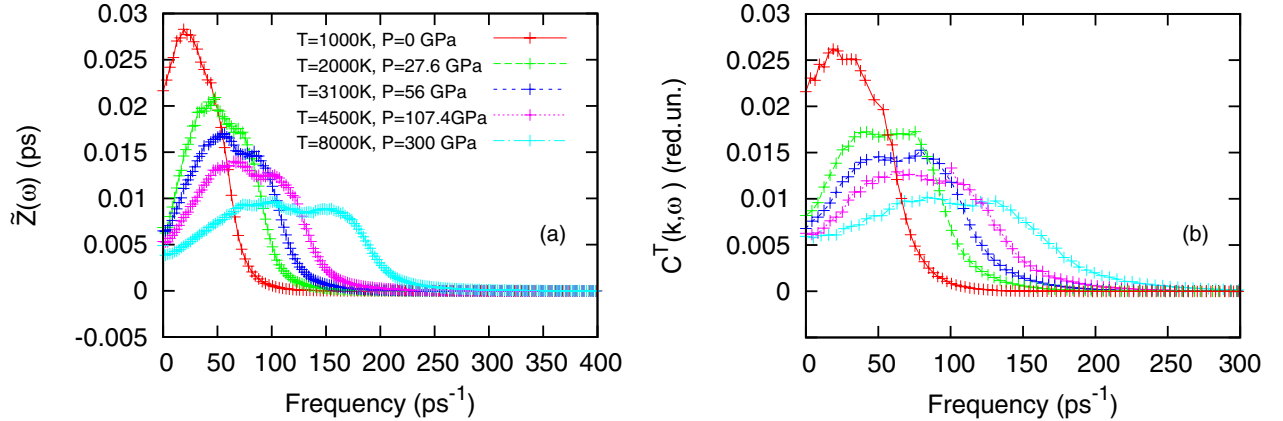 0.03
0.025
0.02
0.015
0.01
0.005
0
-0.005
0 50 100 150 200 250 300 350 400
Z̃(ω) (ps)
Frequency (ps⁻¹)
T=1000K, P=0 GPa
T=2000K, P=27.6 GPa
T=3100K, P=56 GPa
T=4500K, P=107.4GPa
T=8000K, P=300 GPa
(a)
0.03
0.025
0.02
0.015
0.01
0.005
0
0 50 100 150 200 250 300
Cᵀ(k,ω) (red.un.)
Frequency (ps⁻¹)
(b)